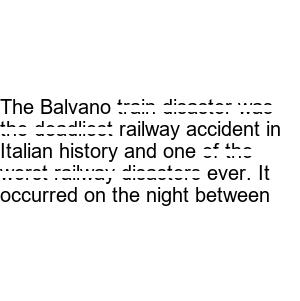 The Balvano train disaster was
the deadliest railway accident in
Italian history and one of the
worst railway disasters ever. It
occurred on the night between